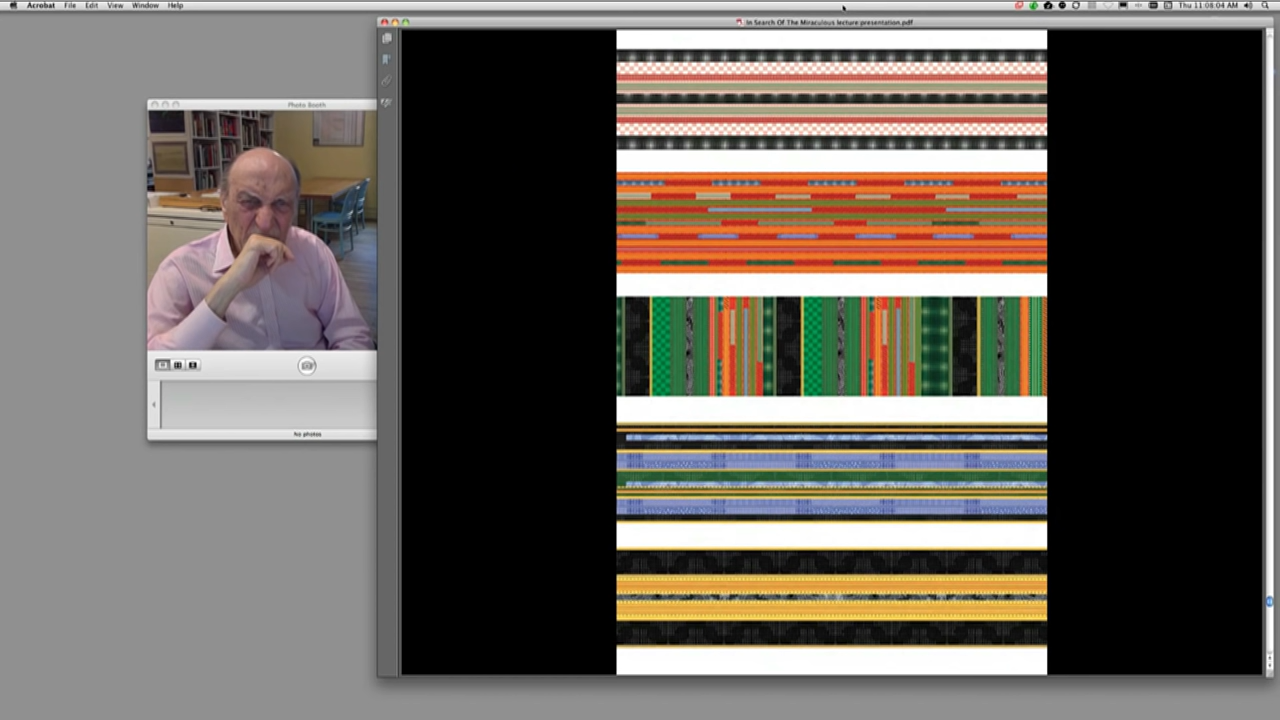 Acrobat File Edit View Window Help
Thu 11:08:04 AM
In Search Of The Miraculous lecture presentation.pdf
Photo Booth
No photos